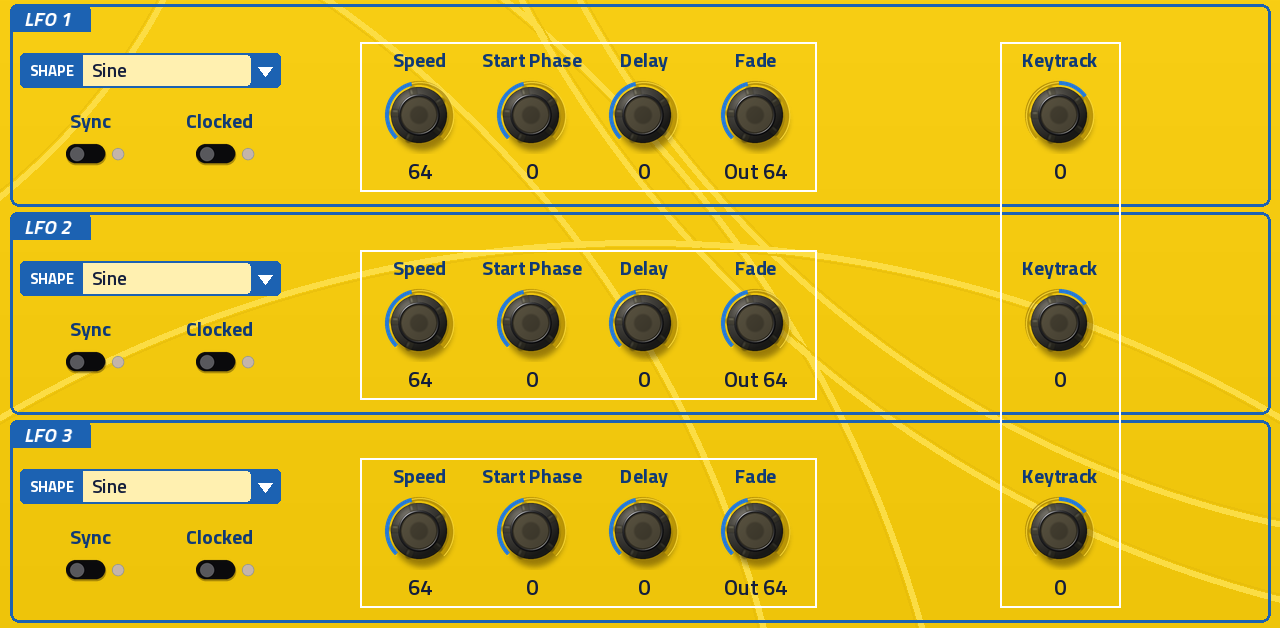 LFO 1
SHAPE Sine
Speed Start Phase Delay Fade Keytrack
Sync Clocked
64 0 0 Out 64 0
LFO 2
SHAPE Sine
Speed Start Phase Delay Fade Keytrack
Sync Clocked
64 0 0 Out 64 0
LFO 3
SHAPE Sine
Speed Start Phase Delay Fade Keytrack
Sync Clocked
64 0 0 Out 64 0